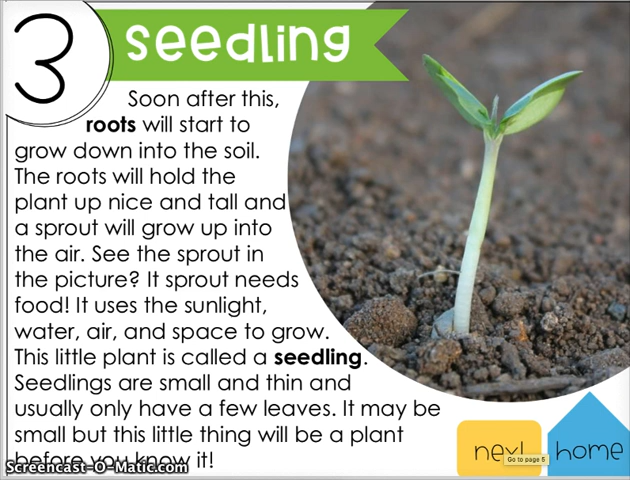 3
seedling
Soon after this,
roots will start to
grow down into the soil.
The roots will hold the
plant up nice and tall and
a sprout will grow up into
the air. See the sprout in
the picture? It sprout needs
food! It uses the sunlight,
water, air, and space to grow.
This little plant is called a seedling.
Seedlings are small and thin and
usually only have a few leaves. It may be
small but this little thing will be a plant
before you know it!
Screencast-O-Matic.com
next
Go to page 5
home